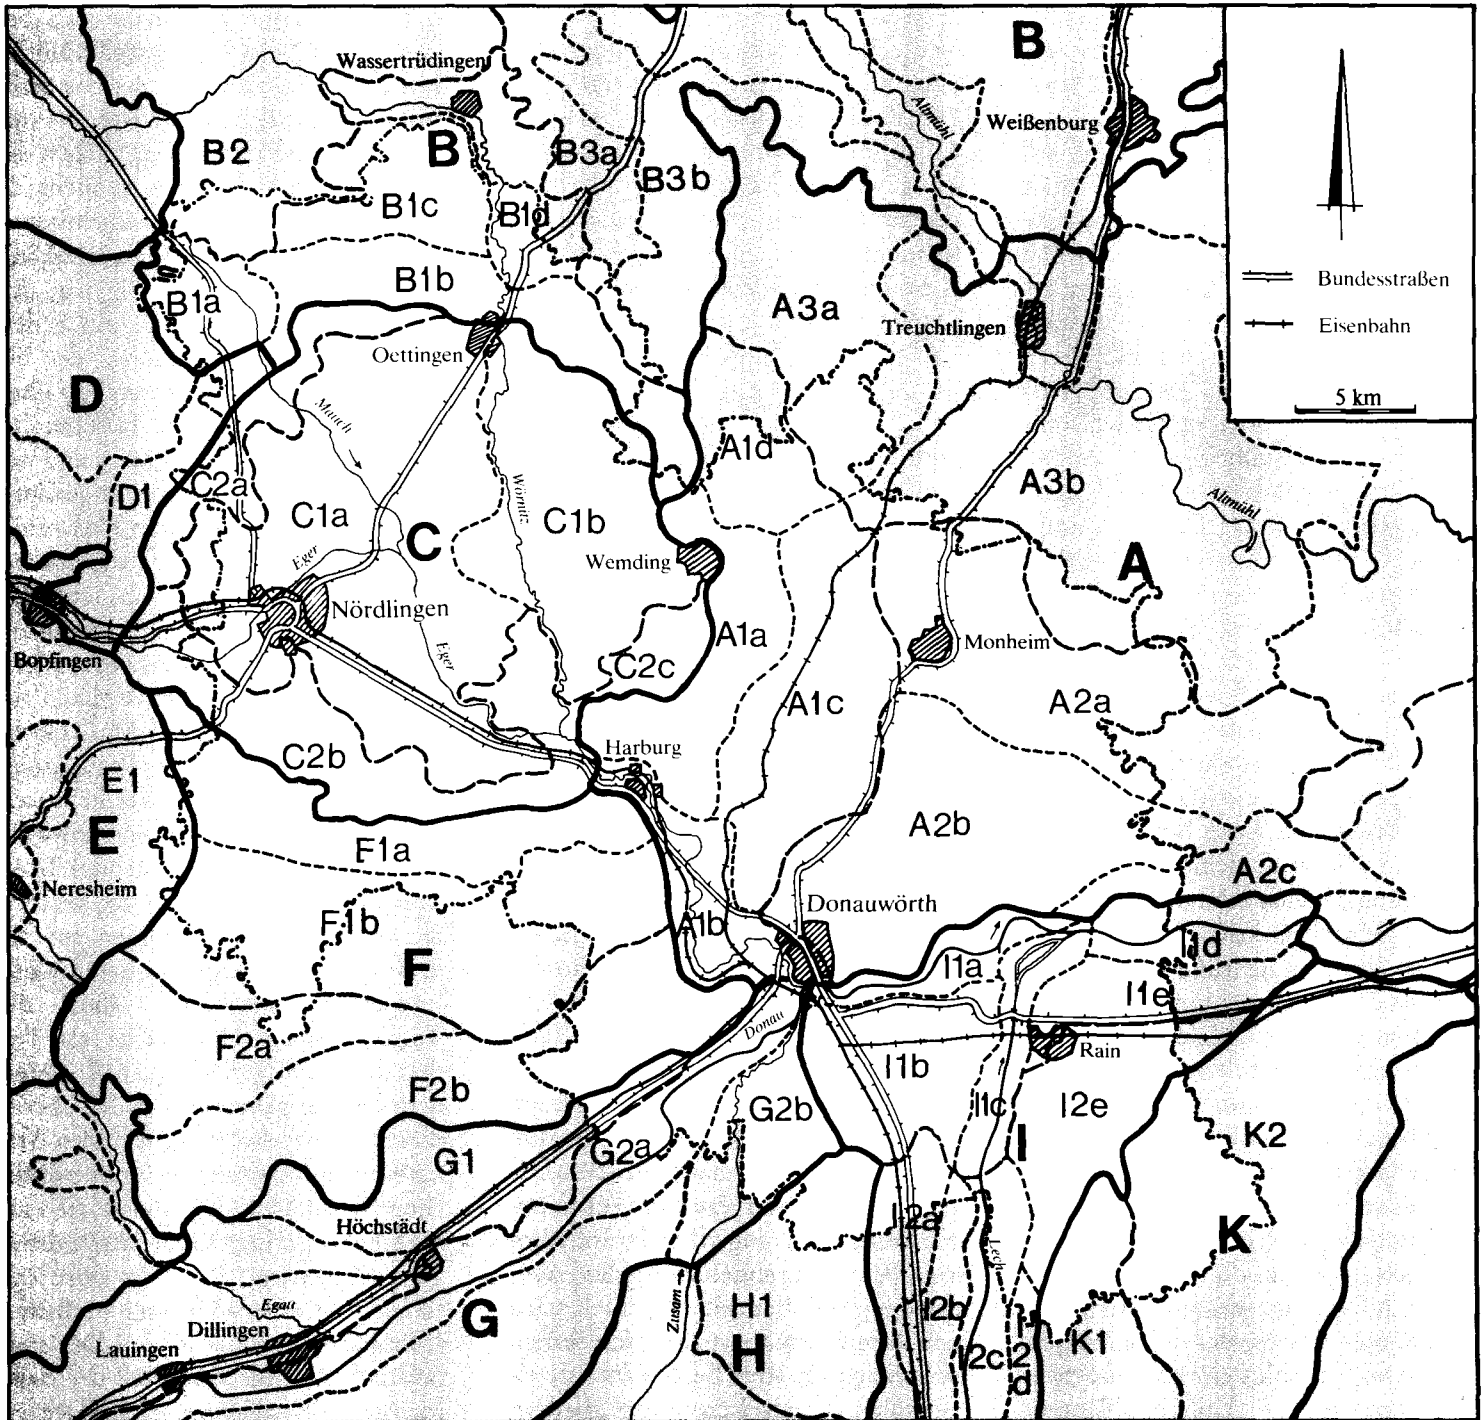 B
Wassertrüdingen
Altmühl
Weißenburg
B2
B
B3a
B3b
B1c
B1d
B1b
B1a
A3a
Treuchtlingen
Oettingen
Bundesstraßen
Eisenbahn
5 km
D
Mauch
A1d
D1
C2a
C1a
Wörnitz
C1b
A3b
Altmühl
C
Eger
Wemding
A
Nördlingen
A1a
Monheim
Bopfingen
Eger
C2c
A1c
A2a
Harburg
C2b
E1
E
F1a
A2b
A2c
Neresheim
F1b
A1b
Donauwörth
F
I1a
I1d
I1e
F2a
Donau
Rain
I1b
F2b
G2b
I1c
I2e
G1
G2a
I
K2
Höchstädt
I2a
K
Lech
Egau
Zusam
H1
I2b
Dillingen
G
Lauingen
H
I2c
I
2
d
K1